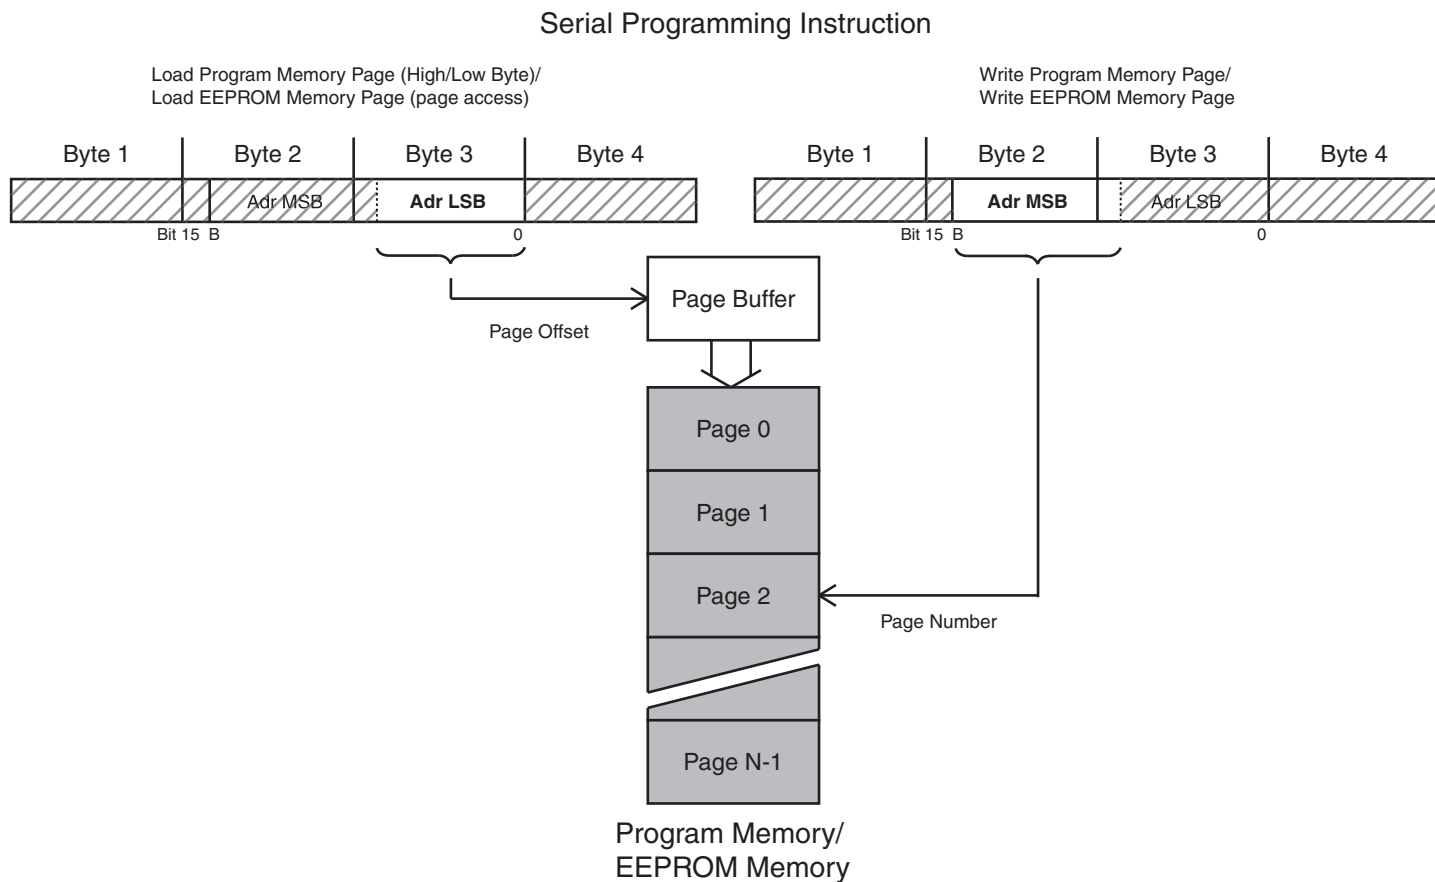 Serial Programming Instruction
Load Program Memory Page (High/Low Byte)/
Load EEPROM Memory Page (page access)
Write Program Memory Page/
Write EEPROM Memory Page
Byte 1 Byte 2 Byte 3 Byte 4
Adr MSB Adr LSB
Bit 15 B 0
Byte 1 Byte 2 Byte 3 Byte 4
Adr MSB Adr LSB
Bit 15 B 0
Page Buffer
Page Offset
Page 0
Page 1
Page 2
Page Number
Page N-1
Program Memory/
EEPROM Memory